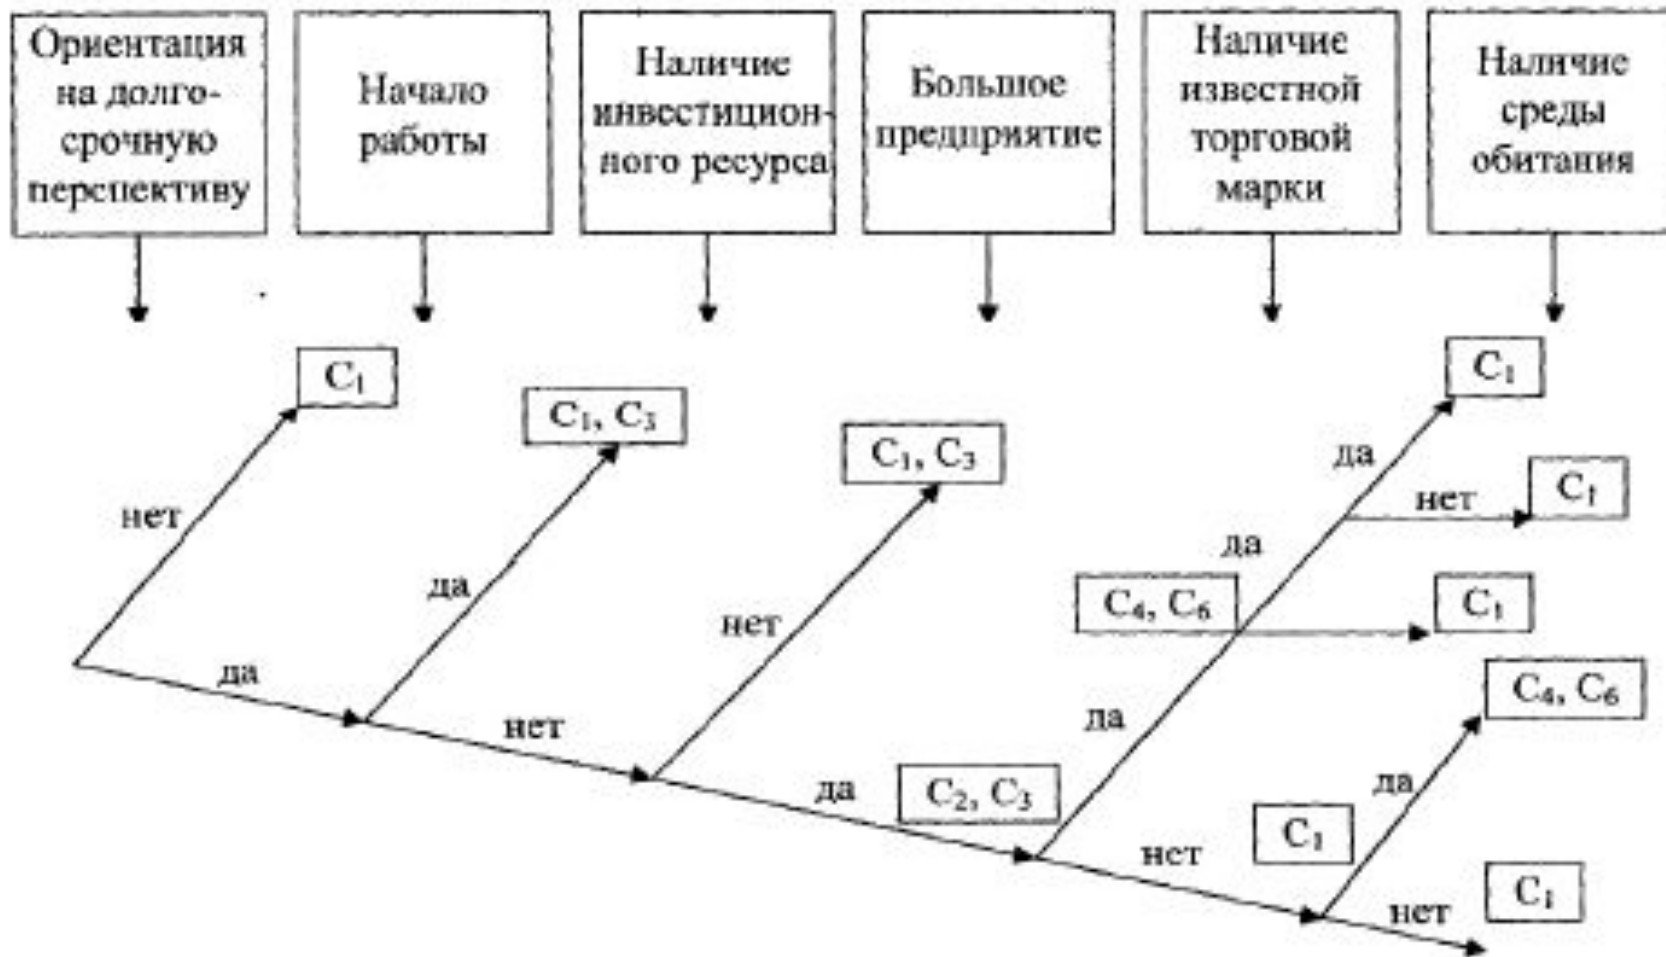 Ориентация
на долго-
срочную
перспективу
Начало
работы
Наличие
инвестицион-
ного ресурса
Большое
предприятие
Наличие
известной
торговой
марки
Наличие
среды
обитания
C₁
C₁, C₃
C₁, C₃
C₁
да
нет
C₁
нет
да
да
C₄, C₆
C₁
нет
да
C₄, C₆
да
нет
да
C₂, C₃
да
C₁
нет
C₁
нет